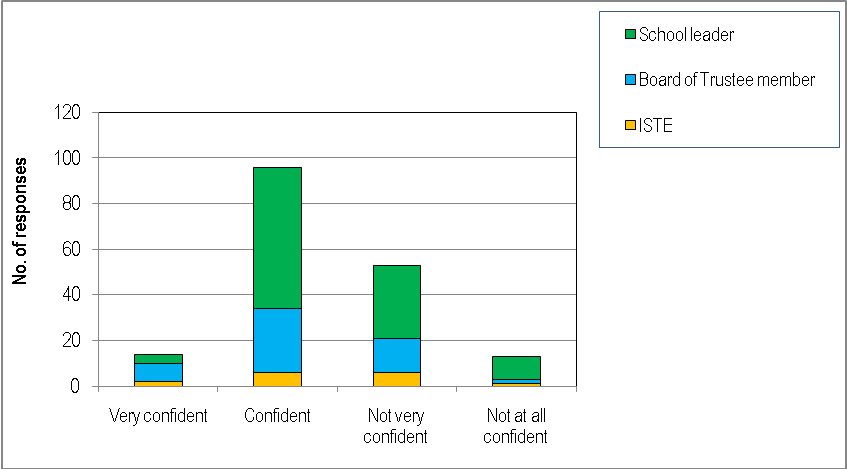 School leader
Board of Trustee member
ISTE
No. of responses
120
100
80
60
40
20
0
Very confident
Confident
Not very
confident
Not at all
confident